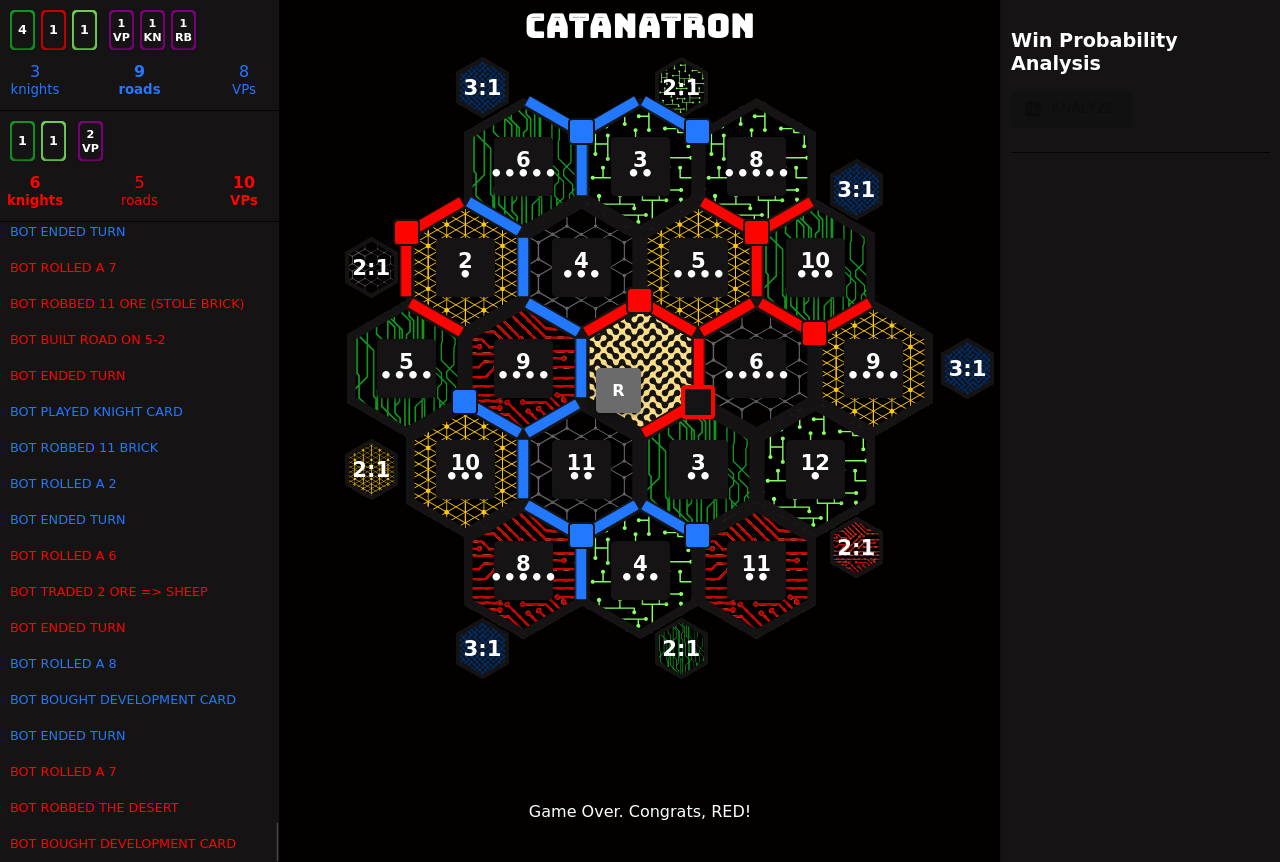 CATANATRON
4 1 1 1 VP 1 KN 1 RB
3 knights 9 roads 8 VPs
1 1 2 VP
6 knights 5 roads 10 VPs
BOT ENDED TURN
BOT ROLLED A 7
BOT ROBBED 11 ORE (STOLE BRICK)
BOT BUILT ROAD ON 5-2
BOT ENDED TURN
BOT PLAYED KNIGHT CARD
BOT ROBBED 11 BRICK
BOT ROLLED A 2
BOT ENDED TURN
BOT ROLLED A 6
BOT TRADED 2 ORE => SHEEP
BOT ENDED TURN
BOT ROLLED A 8
BOT BOUGHT DEVELOPMENT CARD
BOT ENDED TURN
BOT ROLLED A 7
BOT ROBBED THE DESERT
BOT BOUGHT DEVELOPMENT CARD
3:1 2:1
6 3 8
3:1
2:1 2 4 5 10
5 9 6 9 3:1
R
2:1 10 11 3 12
8 4 11 2:1
3:1 2:1
Game Over. Congrats, RED!
Win Probability
Analysis
ANALYZE